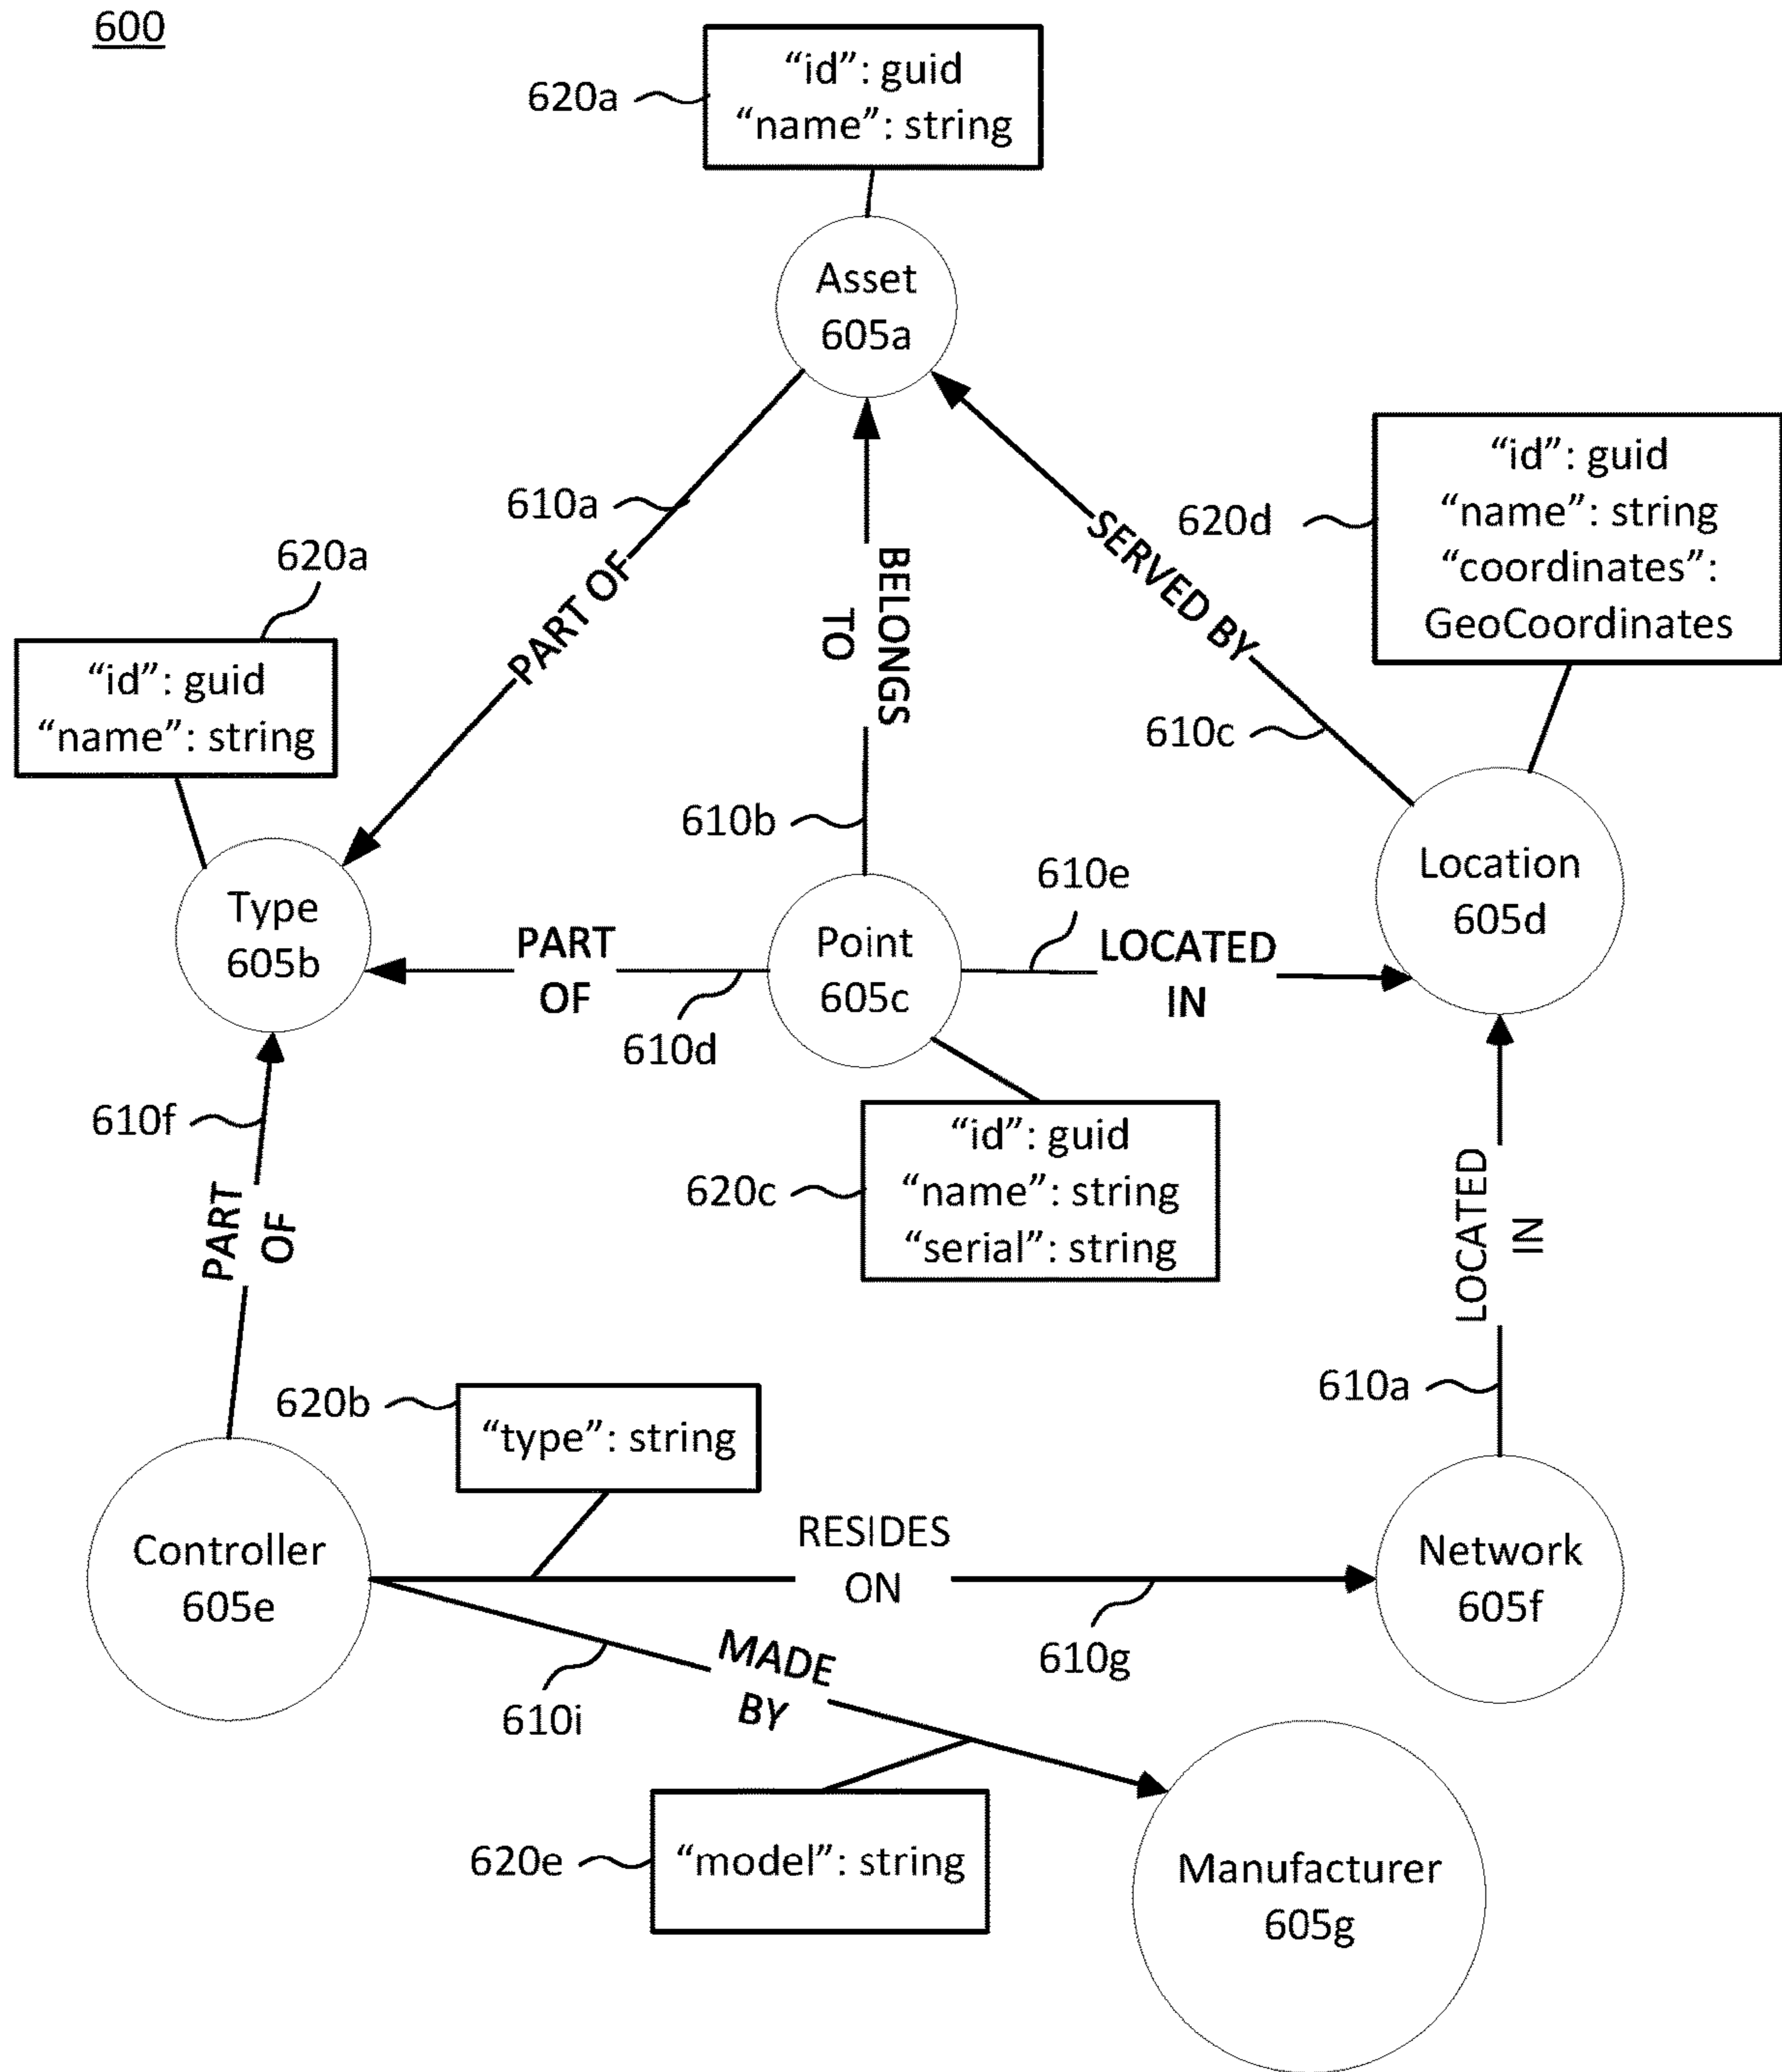 600
“id”: guid
“name”: string
620a
Asset
605a
610a
PART OF
BELONGS
TO
SERVED BY
620d
“id”: guid
“name”: string
“coordinates”:
GeoCoordinates
620a
“id”: guid
“name”: string
610b
610c
610e
Type
605b
PART
OF
610d
Point
605c
LOCATED
IN
Location
605d
610f
PART
OF
620c
“id”: guid
“name”: string
“serial”: string
LOCATED
IN
610a
620b
“type”: string
Controller
605e
RESIDES
ON
610g
Network
605f
MADE
BY
610i
620e
“model”: string
Manufacturer
605g